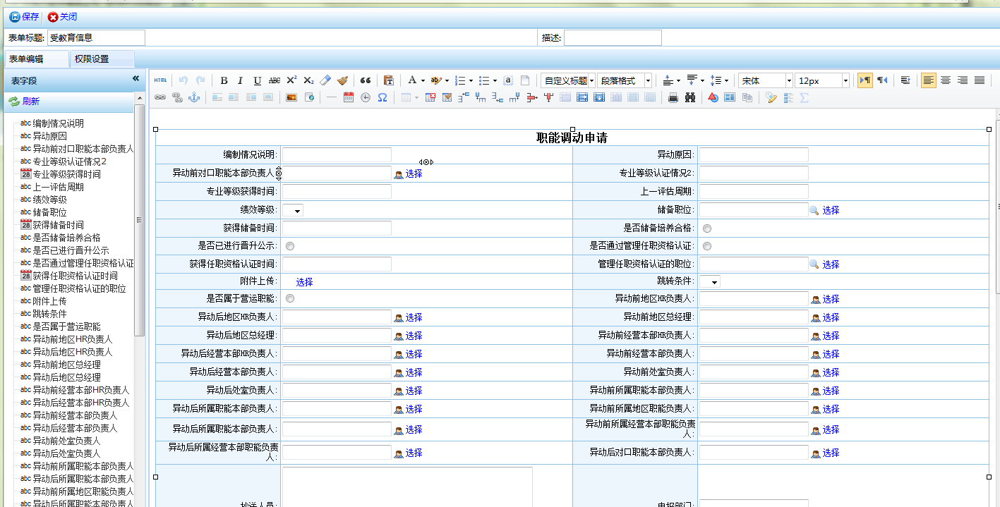 保存 关闭
表单标题: 受教育信息 描述:
表单编辑 权限设置
表字段
刷新
abc 编制情况说明
abc 异动原因
abc 异动前对口职能本部负责人
abc 专业等级认证情况2
28 专业等级获得时间
abc 上一评估周期
abc 绩效等级
abc 储备职位
28 获得储备时间
abc 是否储备培养合格
abc 是否已进行晋升公示
abc 是否通过管理任职资格认证
28 获得任职资格认证时间
abc 管理任职资格认证的职位
abc 附件上传
abc 跳转条件
abc 是否属于营运职能
abc 异动前地区HR负责人
abc 异动后地区HR负责人
abc 异动前地区总经理
abc 异动后地区总经理
abc 异动前经营本部HR负责人
abc 异动后经营本部HR负责人
abc 异动前经营本部负责人
abc 异动后经营本部负责人
abc 异动前处室负责人
abc 异动后处室负责人
abc 异动前所属职能本部负责人
abc 异动后所属职能本部负责人
abc 异动前所属地区职能负责人
abc 异动后所属职能本部负责人
HTML B I U ABC X² X₂ A ab a 自定义标题 段落格式 宋体 12px
Ω Σ
职能调动申请
编制情况说明: 异动原因:
异动前对口职能本部负责人 选择 专业等级认证情况2:
专业等级获得时间: 上一评估周期:
绩效等级: 储备职位: 选择
获得储备时间: 是否储备培养合格:
是否已进行晋升公示: 是否通过管理任职资格认证:
获得任职资格认证时间: 管理任职资格认证的职位: 选择
附件上传: 选择 跳转条件:
是否属于营运职能: 异动前地区HR负责人: 选择
异动后地区HR负责人: 选择 异动前地区总经理: 选择
异动后地区总经理: 选择 异动前经营本部HR负责人: 选择
异动后经营本部HR负责人: 选择 异动前经营本部负责人: 选择
异动后经营本部负责人: 选择 异动前处室负责人: 选择
异动后处室负责人: 选择 异动前所属职能本部负责人: 选择
异动后所属职能本部负责人: 选择 异动前所属地区职能负责人: 选择
异动后所属职能本部负责人: 选择 异动前所属经营本部职能负责
人: 选择
异动后所属经营本部职能负责
人: 选择 异动后对口职能本部负责人: 选择
抄送人员: 申报部门: